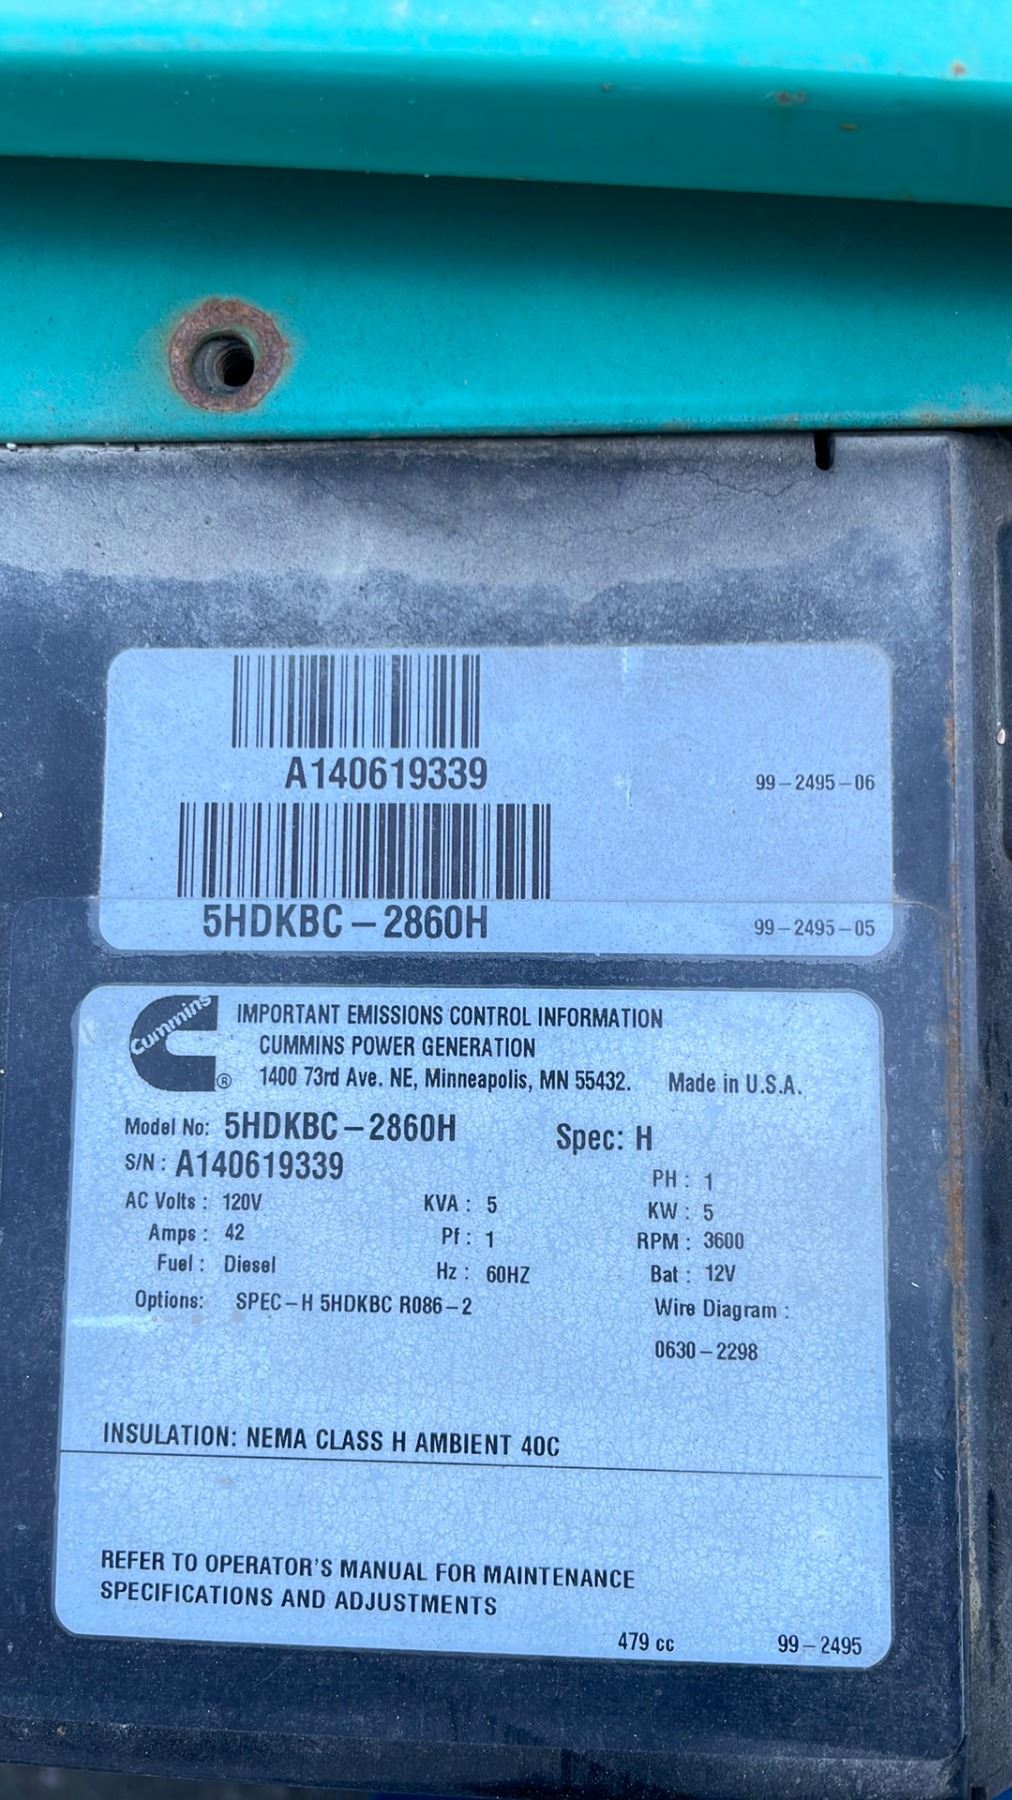 A140619339
99-2495-06
5HDKBC-2860H
99-2495-05
Cummins ® IMPORTANT EMISSIONS CONTROL INFORMATION
CUMMINS POWER GENERATION
1400 73rd Ave. NE, Minneapolis, MN 55432. Made in U.S.A.
Model No: 5HDKBC-2860H Spec: H
S/N: A140619339 PH: 1
AC Volts: 120V KVA: 5 KW: 5
Amps: 42 Pf: 1 RPM: 3600
Fuel: Diesel Hz: 60HZ Bat: 12V
Options: SPEC-H 5HDKBC R086-2 Wire Diagram:
0630-2298
INSULATION: NEMA CLASS H AMBIENT 40C
REFER TO OPERATOR'S MANUAL FOR MAINTENANCE
SPECIFICATIONS AND ADJUSTMENTS
479 cc 99-2495